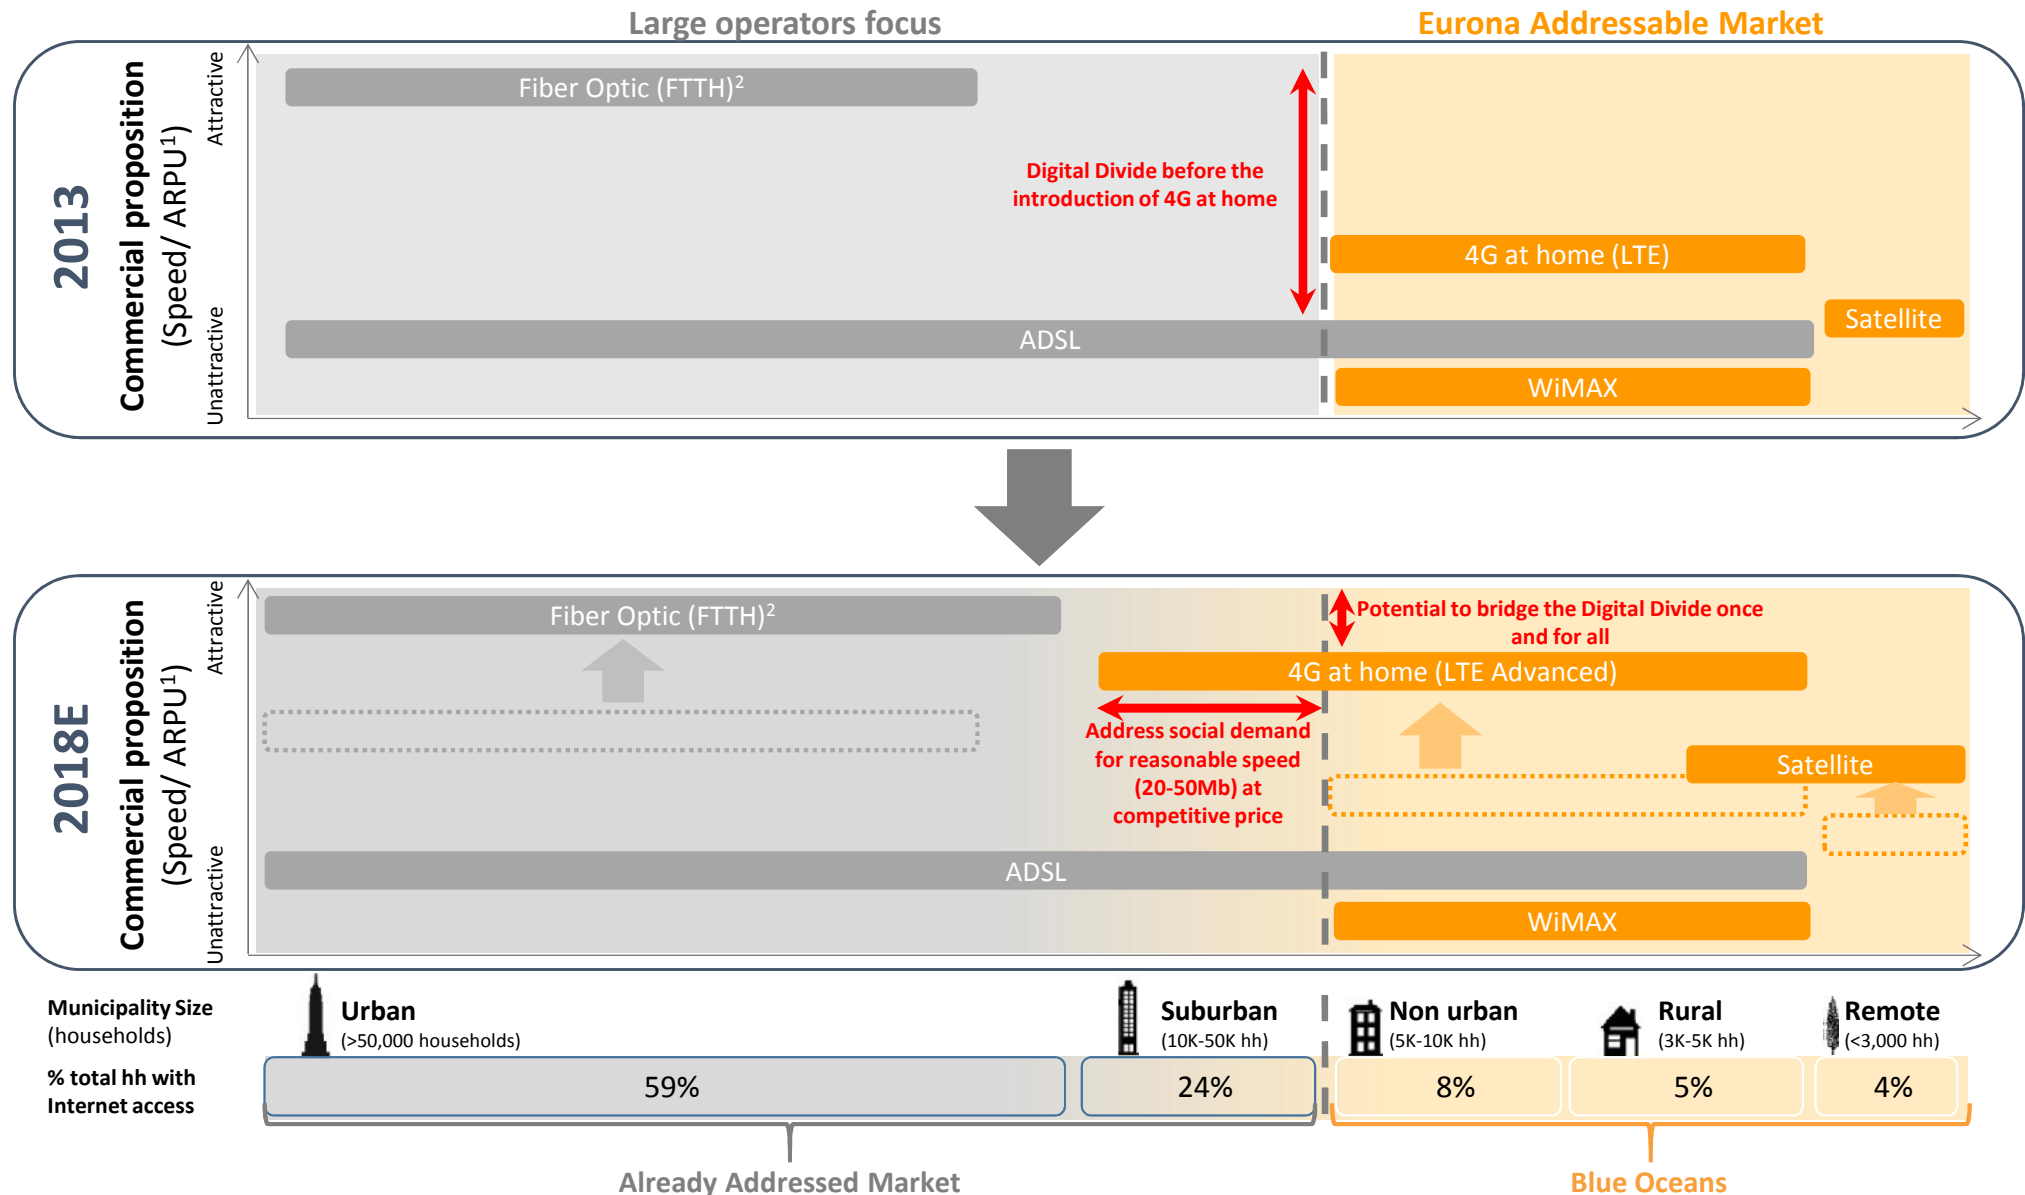 Large operators focus
Eurona Addressable Market
2013
Commercial proposition
(Speed/ ARPU¹)
Attractive
Unattractive
Fiber Optic (FTTH)²
Digital Divide before the
introduction of 4G at home
4G at home (LTE)
Satellite
ADSL
WiMAX
2018E
Commercial proposition
(Speed/ ARPU¹)
Attractive
Unattractive
Fiber Optic (FTTH)²
Potential to bridge the Digital Divide once
and for all
4G at home (LTE Advanced)
Address social demand
for reasonable speed
(20-50Mb) at
competitive price
Satellite
ADSL
WiMAX
Municipality Size
(households)
Urban
(>50,000 households)
Suburban
(10K-50K hh)
Non urban
(5K-10K hh)
Rural
(3K-5K hh)
Remote
(<3,000 hh)
% total hh with
Internet access
59%
24%
8%
5%
4%
Already Addressed Market
Blue Oceans